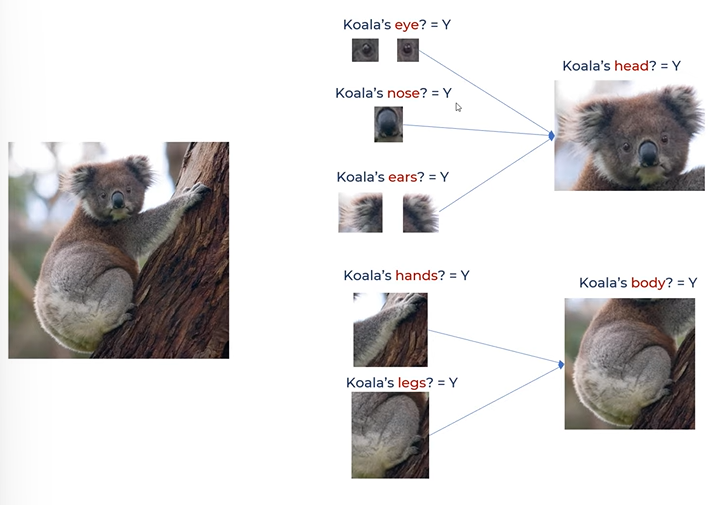 Koala's eye? = Y
Koala's nose? = Y
Koala's ears? = Y
Koala's head? = Y
Koala's hands? = Y
Koala's legs? = Y
Koala's body? = Y